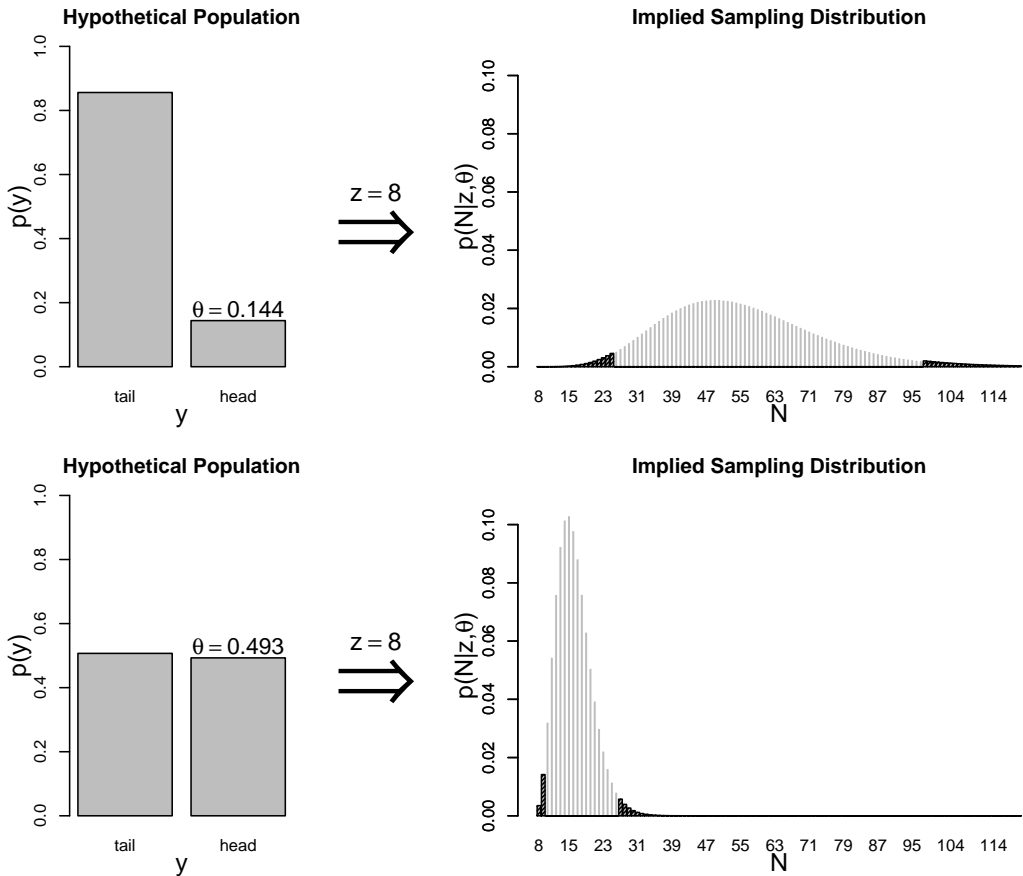 Hypothetical Population
1.0
0.8
0.6
0.4
0.2
0.0
p(y)
θ = 0.144
tail head
y
z = 8
Implied Sampling Distribution
0.10
0.08
0.06
0.04
0.02
0.00
p(N|z,θ)
8 15 23 31 39 47 55 63 71 79 87 95 104 114
N
Hypothetical Population
1.0
0.8
0.6
0.4
0.2
0.0
p(y)
θ = 0.493
tail head
y
z = 8
Implied Sampling Distribution
0.10
0.08
0.06
0.04
0.02
0.00
p(N|z,θ)
8 15 23 31 39 47 55 63 71 79 87 95 104 114
N